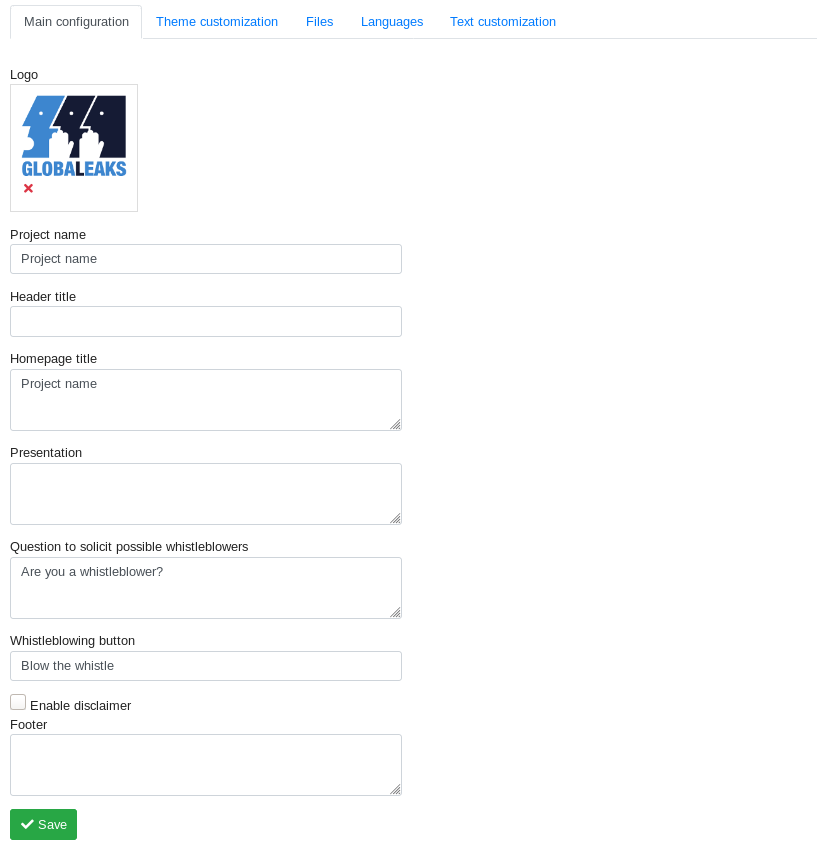 Main configuration Theme customization Files Languages Text customization
Logo
GLOBALEAKS
Project name
Project name
Header title
Homepage title
Project name
Presentation
Question to solicit possible whistleblowers
Are you a whistleblower?
Whistleblowing button
Blow the whistle
Enable disclaimer
Footer
Save